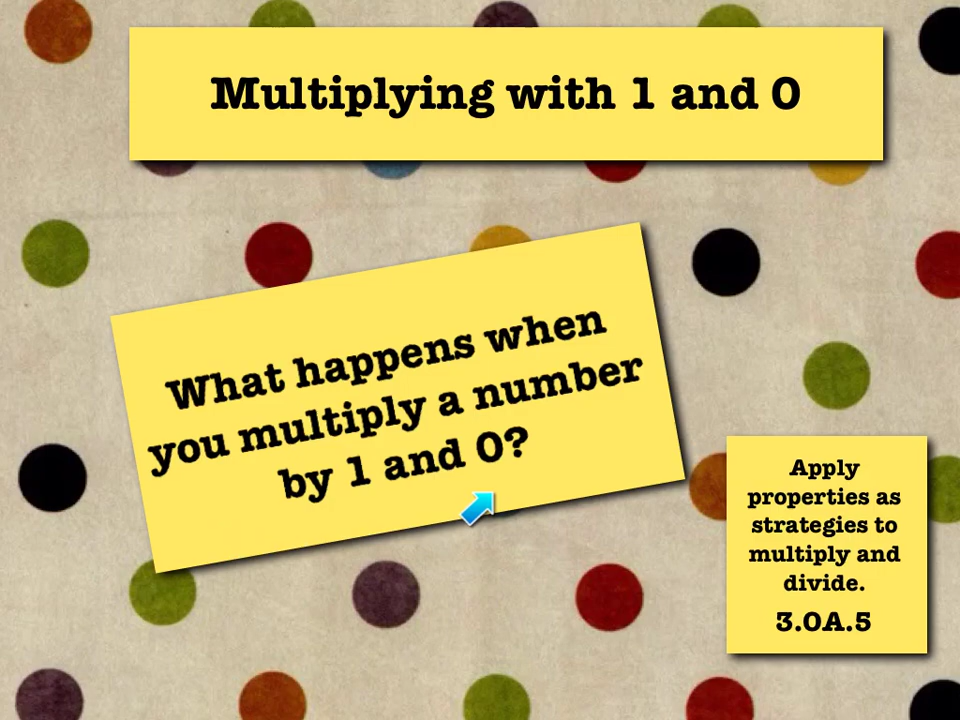 Multiplying with 1 and 0
What happens when
you multiply a number
by 1 and 0?
Apply
properties as
strategies to
multiply and
divide.
3.OA.5